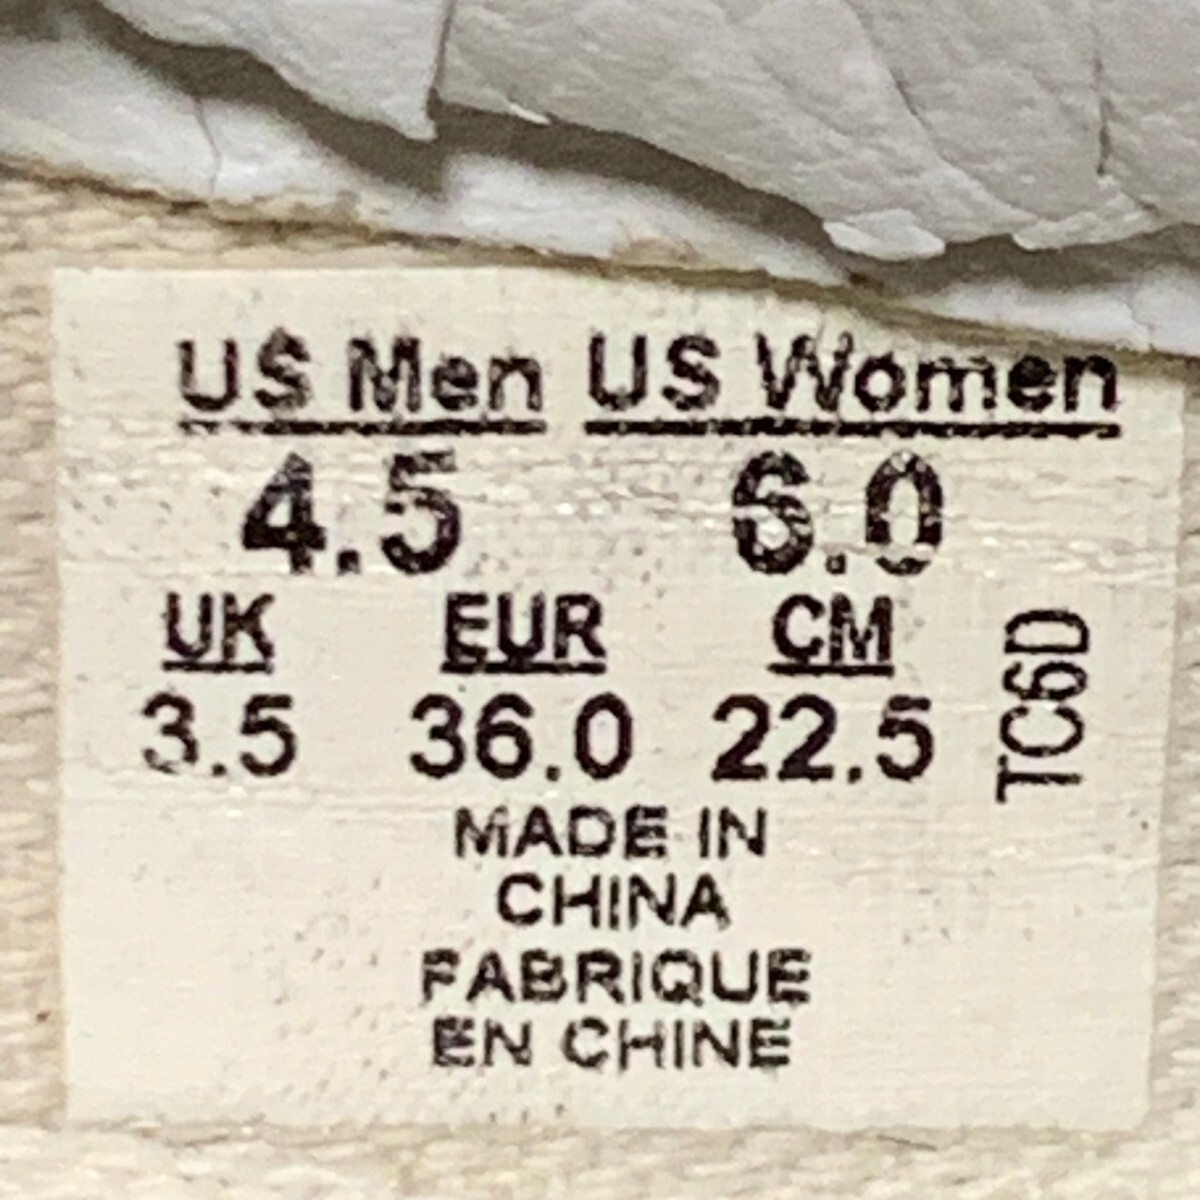 US Men US Women
4.5 6.0
UK EUR CM
3.5 36.0 22.5
TC6D
MADE IN
CHINA
FABRIQUE
EN CHINE